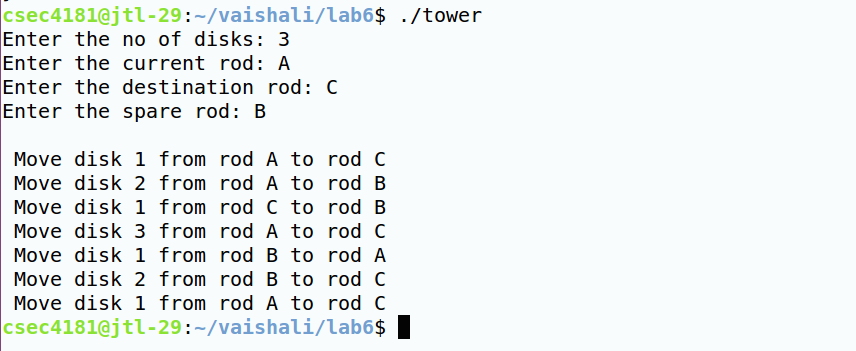 csec4181@jtl-29:~/vaishali/lab6$ ./tower
Enter the no of disks: 3
Enter the current rod: A
Enter the destination rod: C
Enter the spare rod: B
Move disk 1 from rod A to rod C
Move disk 2 from rod A to rod B
Move disk 1 from rod C to rod B
Move disk 3 from rod A to rod C
Move disk 1 from rod B to rod A
Move disk 2 from rod B to rod C
Move disk 1 from rod A to rod C
csec4181@jtl-29:~/vaishali/lab6$